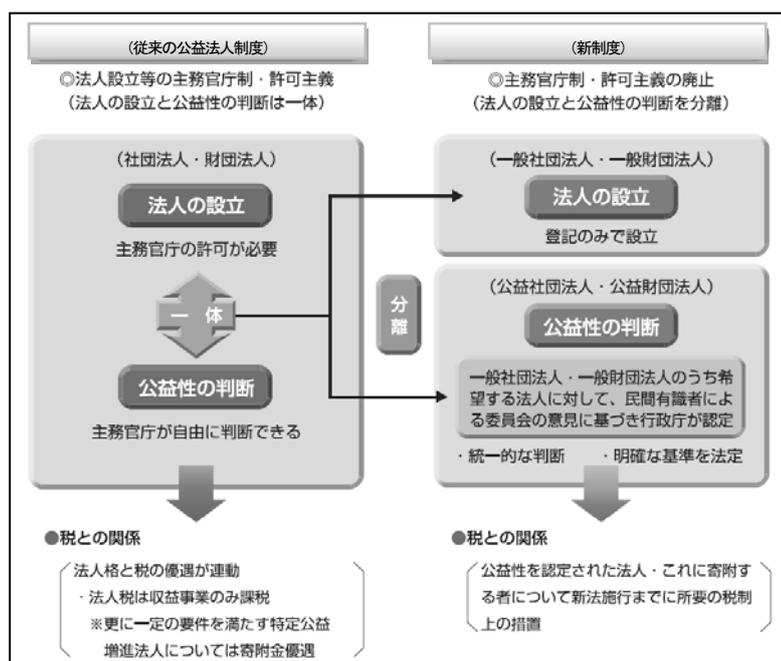 （従来の公益法人制度）
◎法人設立等の主務官庁制・許可主義
（法人の設立と公益性の判断は一体）
（社団法人・財団法人）
法人の設立
主務官庁の許可が必要
一体
公益性の判断
主務官庁が自由に判断できる
●税との関係
法人格と税の優遇が連動
・法人税は収益事業のみ課税
※更に一定の要件を満たす特定公益
増進法人については寄附金優遇
分離
（新制度）
◎主務官庁制・許可主義の廃止
（法人の設立と公益性の判断を分離）
（一般社団法人・一般財団法人）
法人の設立
登記のみで設立
（公益社団法人・公益財団法人）
公益性の判断
一般社団法人・一般財団法人のうち希
望する法人に対して、民間有識者によ
る委員会の意見に基づき行政庁が認定
・統一的な判断　・明確な基準を法定
●税との関係
公益性を認定された法人・これに寄附す
る者について新法施行までに所要の税制
上の措置